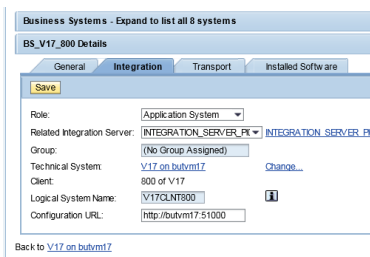 Business Systems - Expand to list all 8 systems
BS_V17_800 Details
General Integration Transport Installed Software
Save
Role: Application System
Related Integration Server: INTEGRATION_SERVER_PI( INTEGRATION_SERVER_PI
Group: (No Group Assigned)
Technical System: V17 on butvm17 Change...
Client: 800 of V17
Logical System Name: V17CLNT800
Configuration URL: http://butvm17:51000
Back to V17 on butvm17